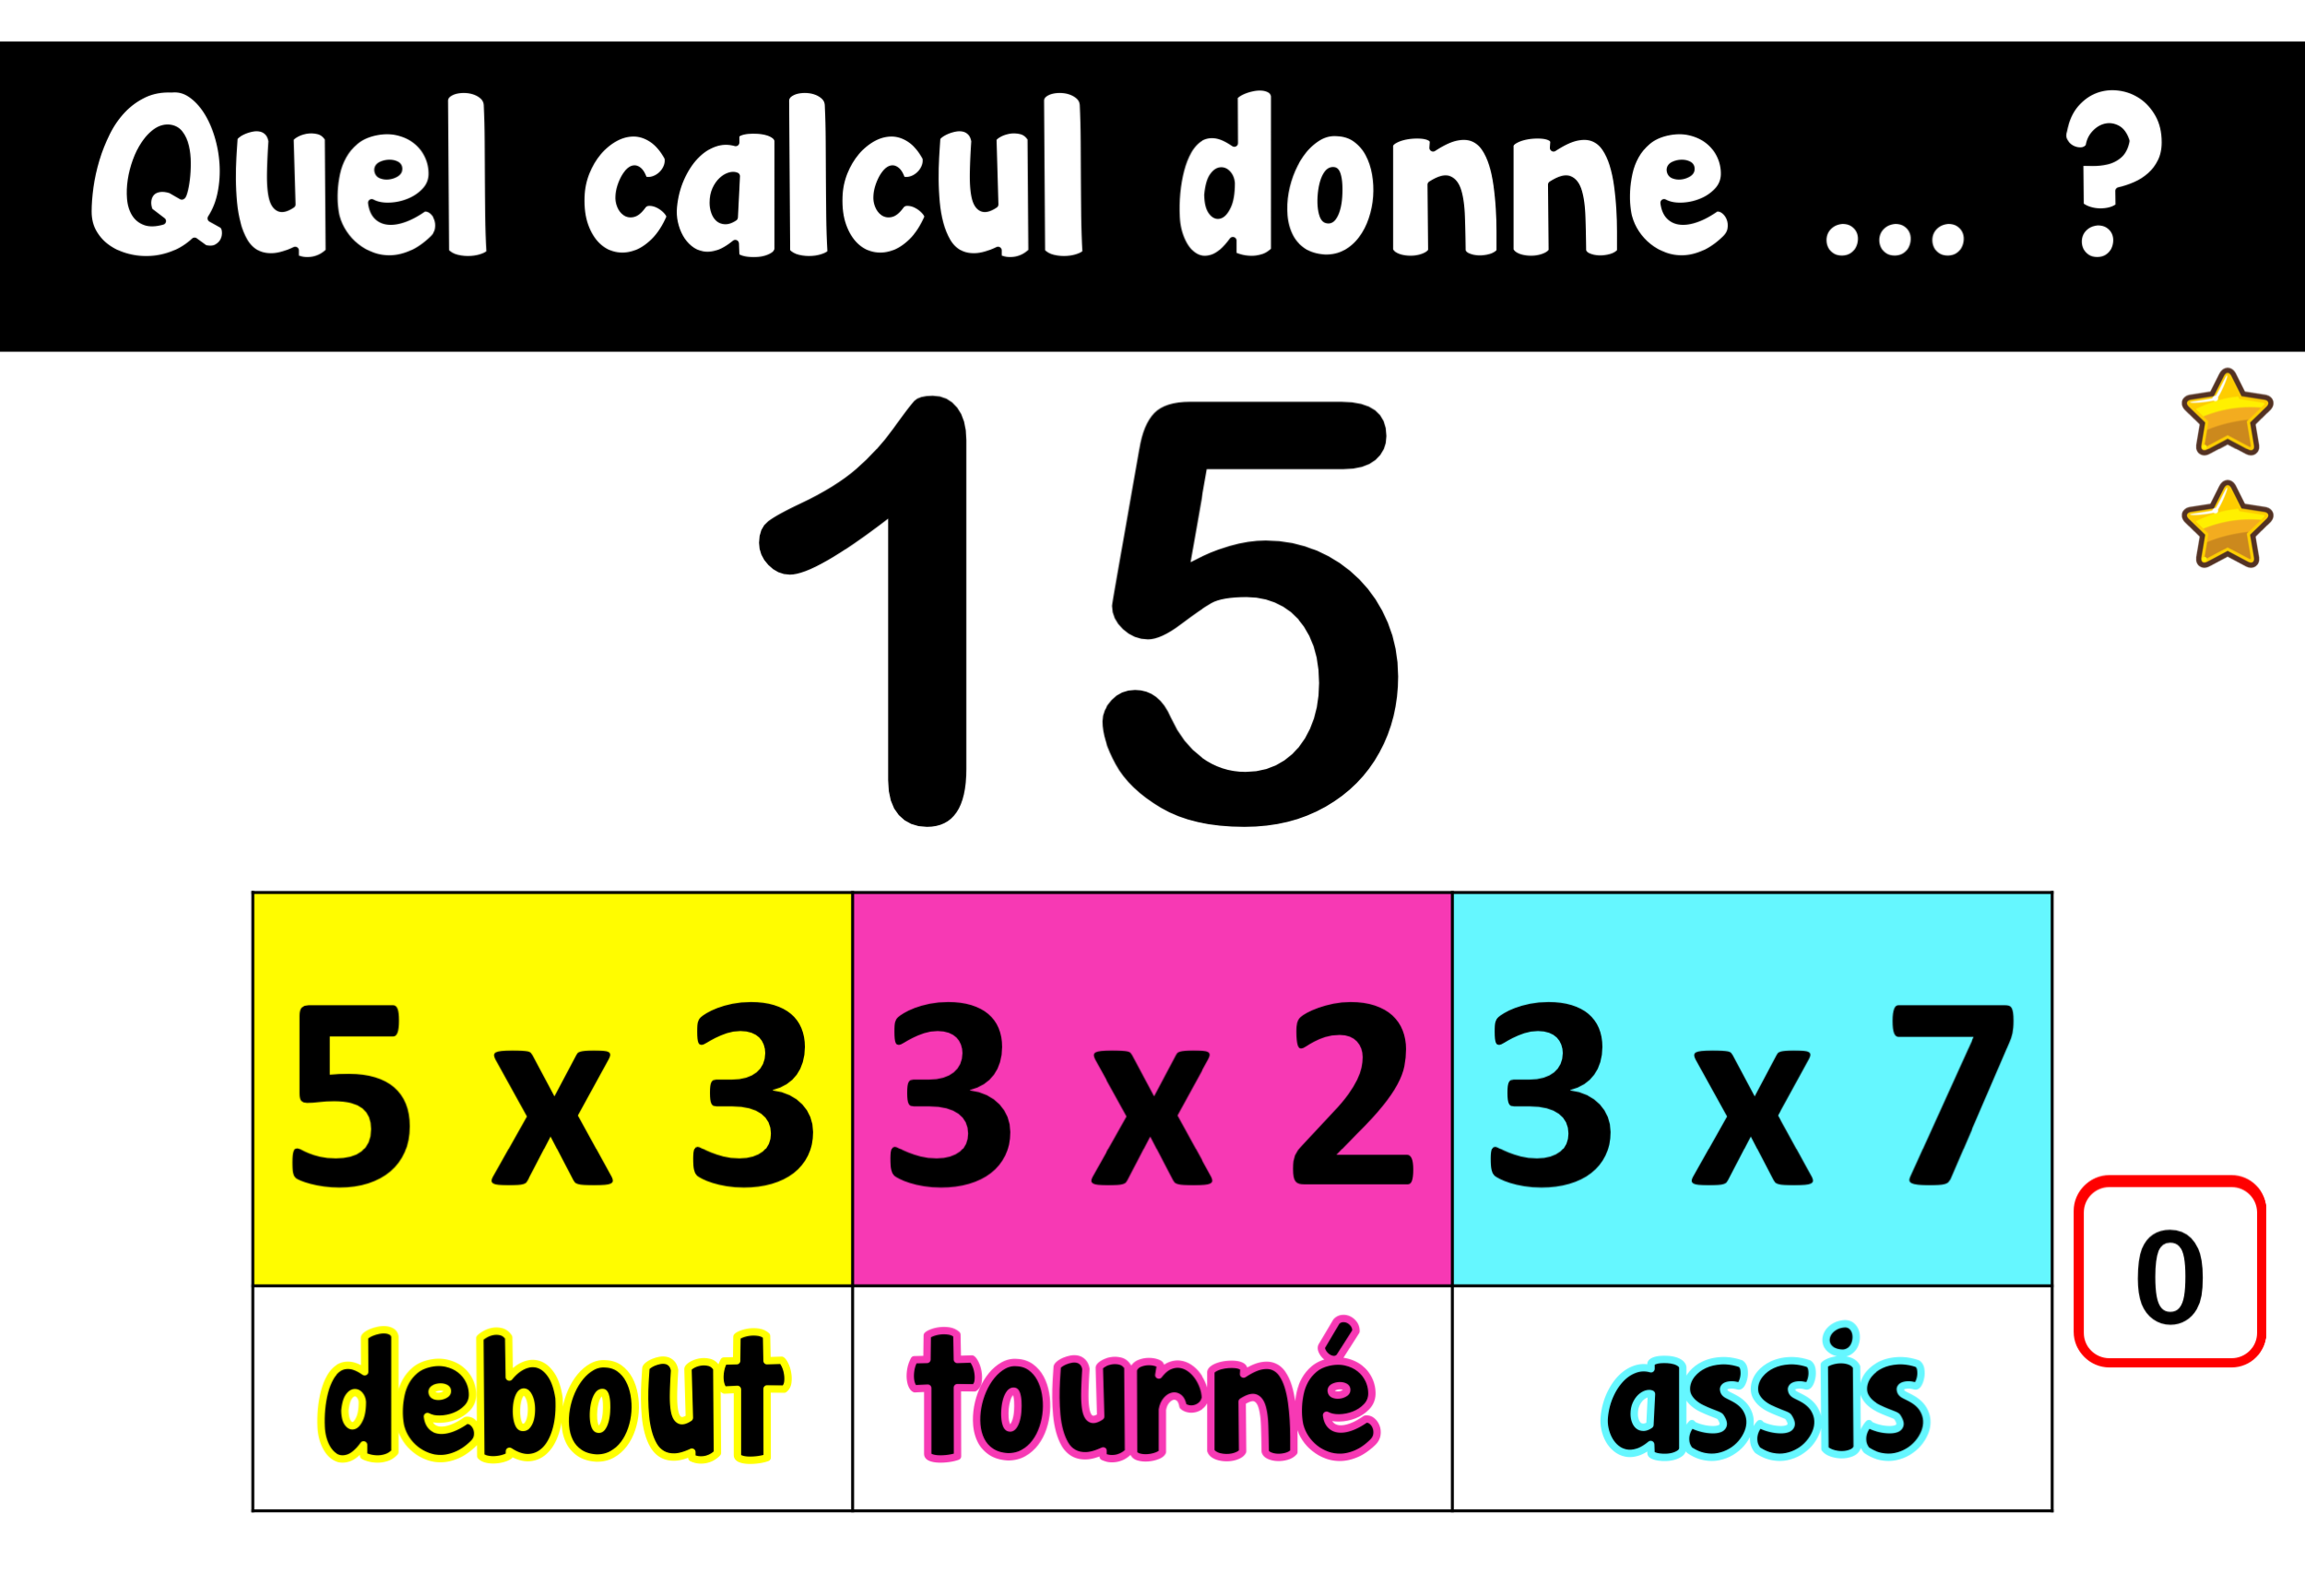 Quel calcul donne ... ?
15
5 x 3 3 x 2 3 x 7
0
debout tourné assis